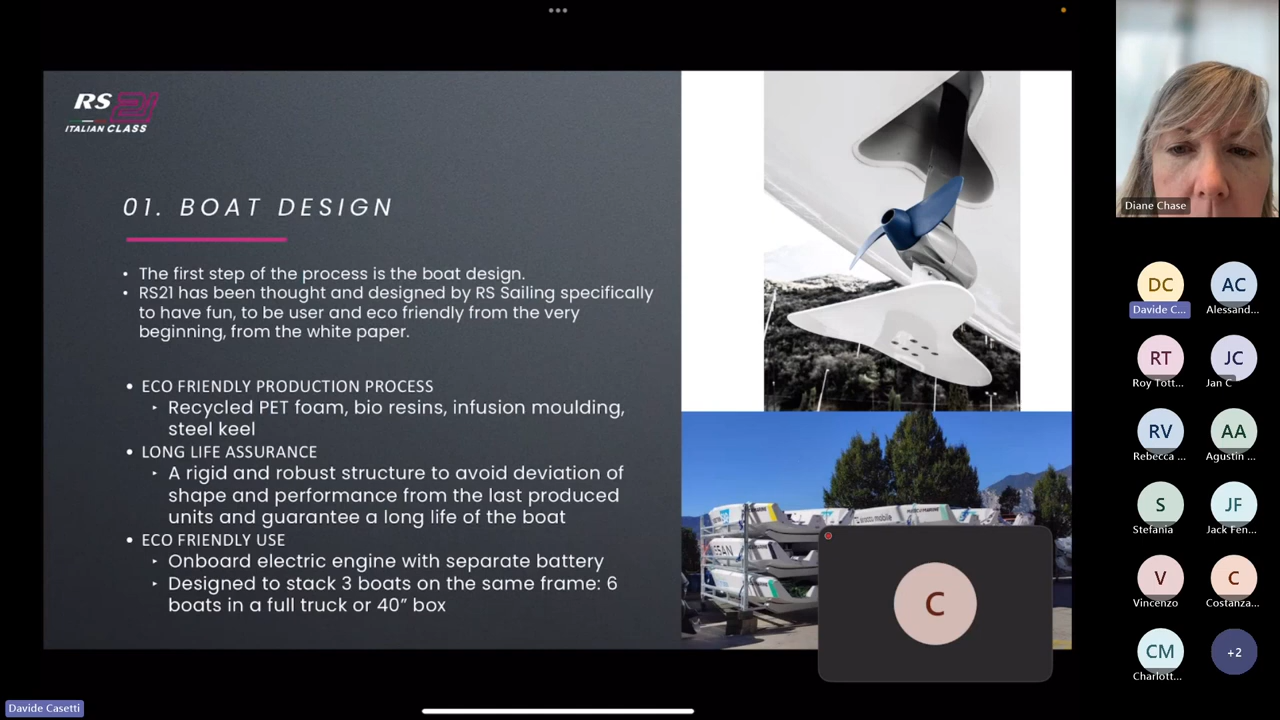 RS 21
ITALIAN CLASS
01. BOAT DESIGN
• The first step of the process is the boat design.
• RS21 has been thought and designed by RS Sailing specifically
to have fun, to be user and eco friendly from the very
beginning, from the white paper.
• ECO FRIENDLY PRODUCTION PROCESS
‣ Recycled PET foam, bio resins, infusion moulding,
steel keel
• LONG LIFE ASSURANCE
‣ A rigid and robust structure to avoid deviation of
shape and performance from the last produced
units and guarantee a long life of the boat
• ECO FRIENDLY USE
‣ Onboard electric engine with separate battery
‣ Designed to stack 3 boats on the same frame: 6
boats in a full truck or 40” box
C
Davide Casetti
Diane Chase
DC
Davide C...
AC
Alessand...
RT
Roy Tott...
JC
Jan C
RV
Rebecca ...
AA
Agustin ...
S
Stefania
JF
Jack Fen...
V
Vincenzo
C
Costanza...
CM
Charlott...
+2